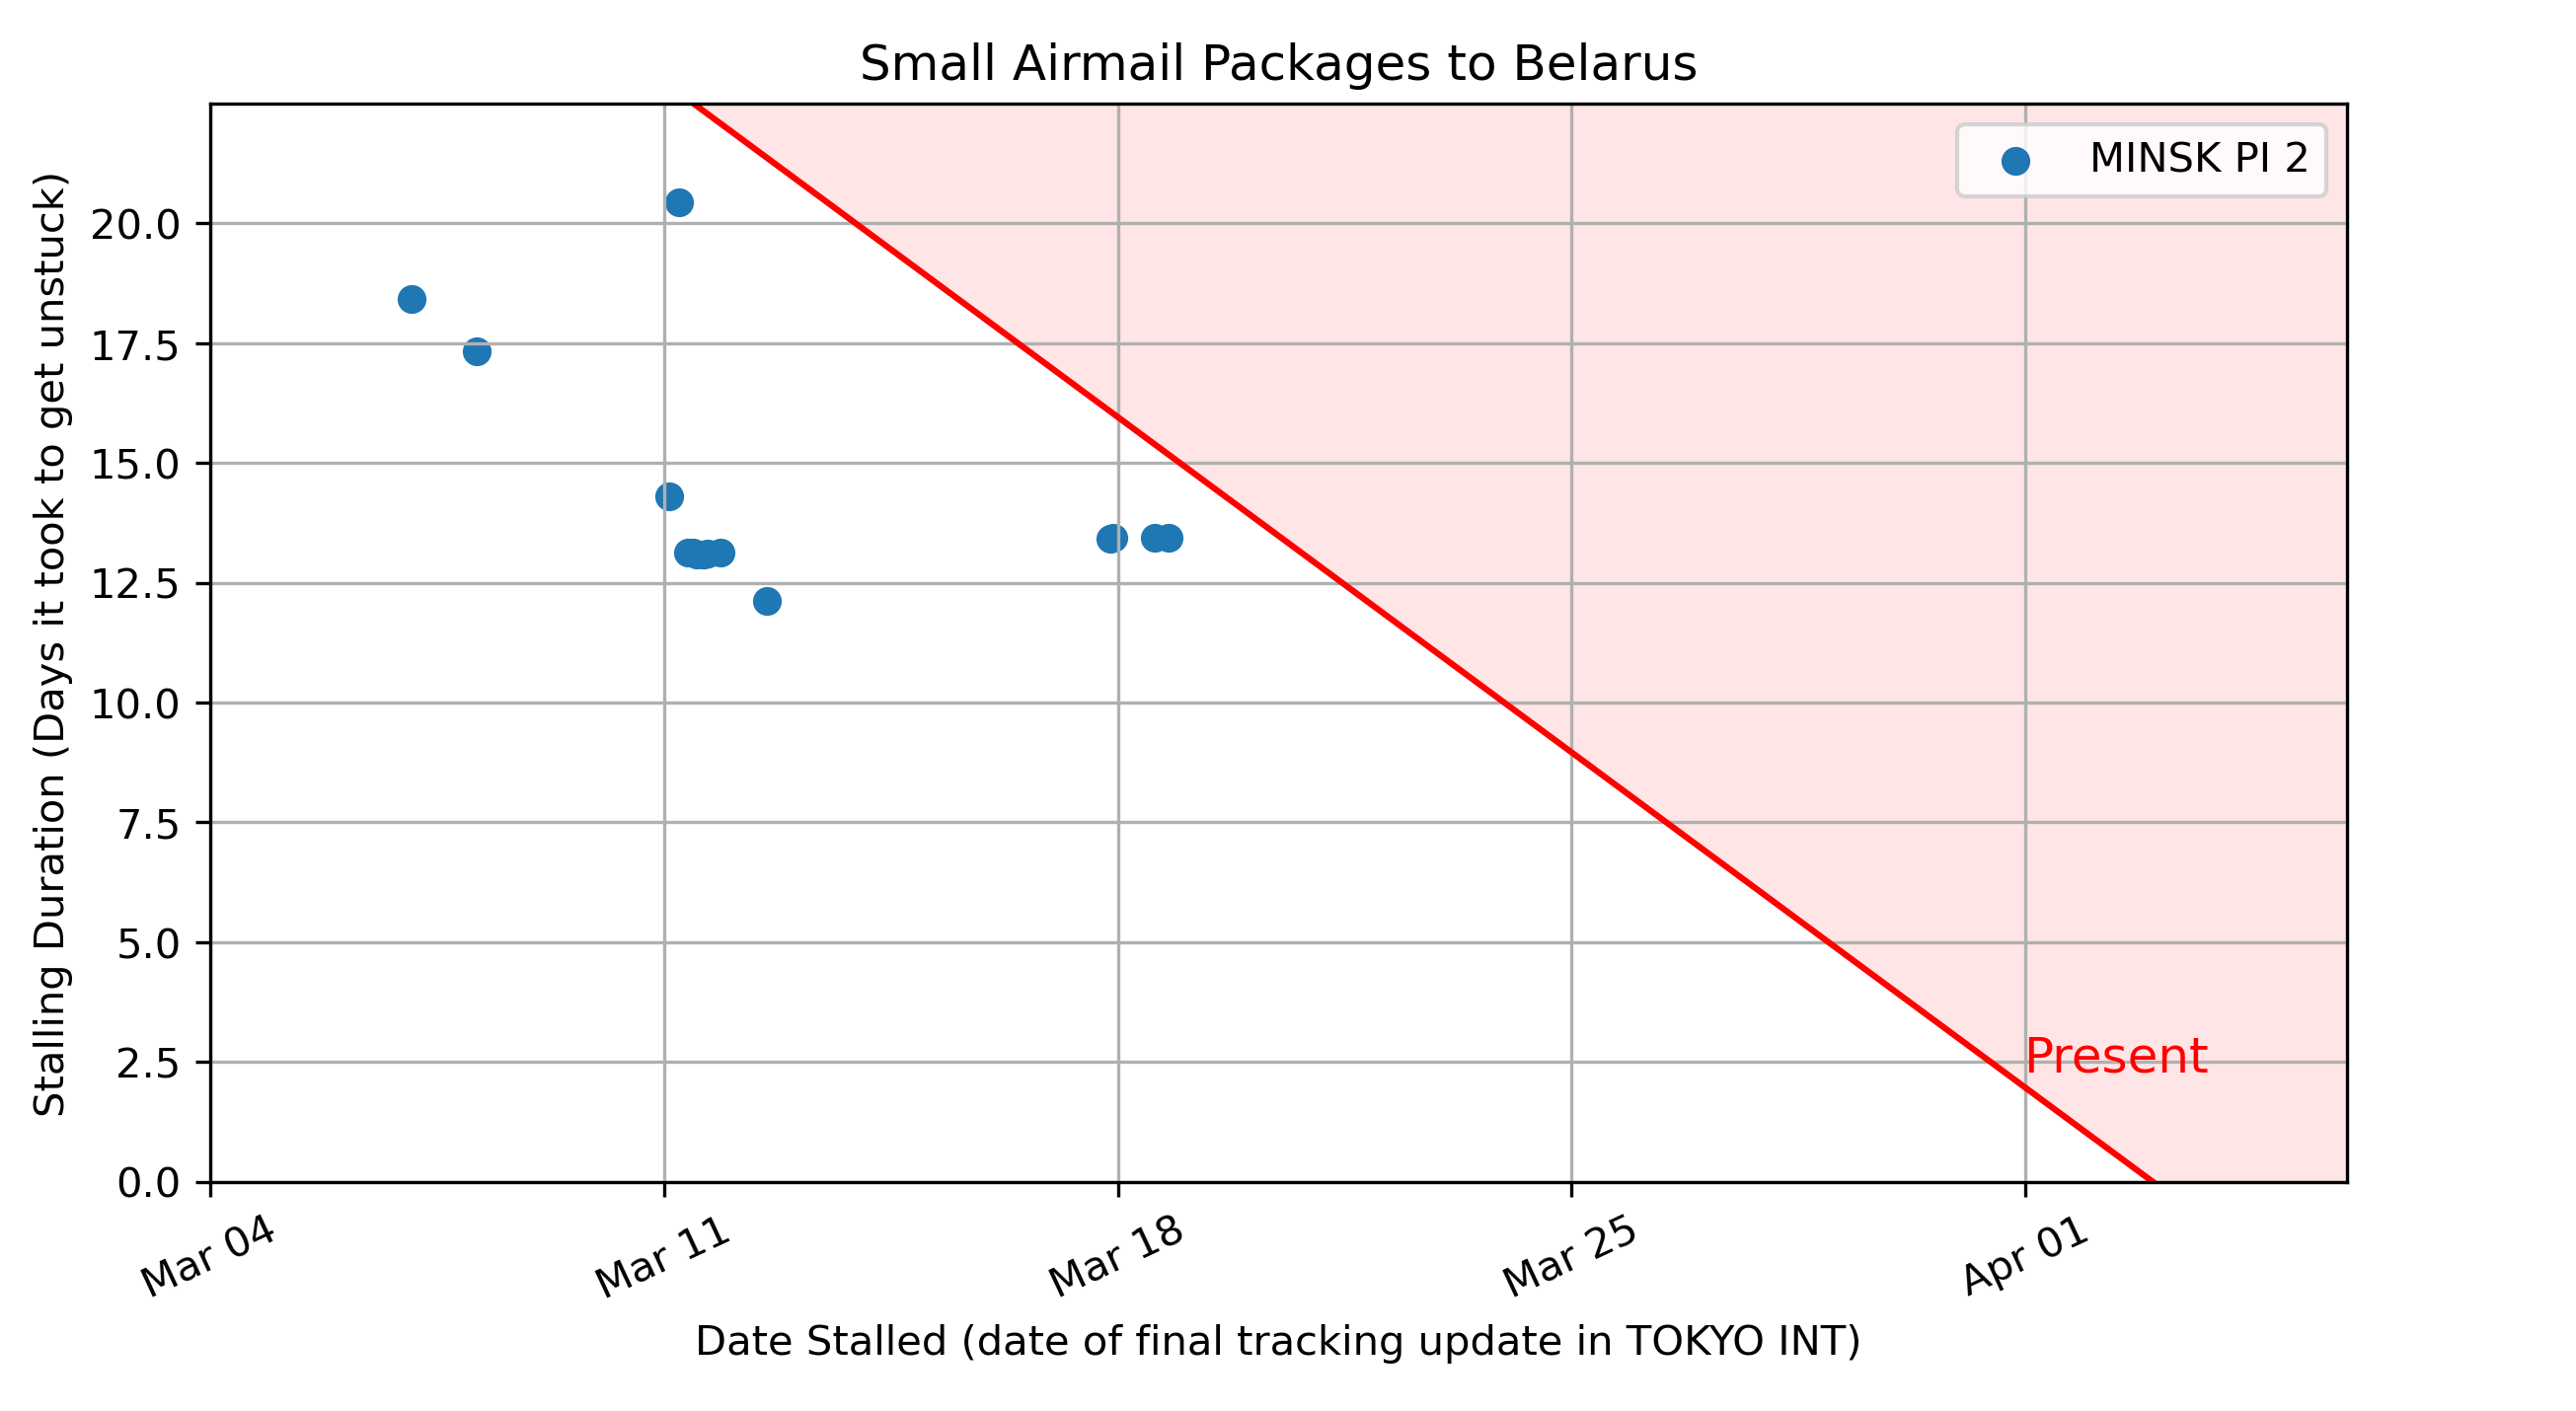 Small Airmail Packages to Belarus
MINSK PI 2
Stalling Duration (Days it took to get unstuck)
20.0
17.5
15.0
12.5
10.0
7.5
5.0
2.5
0.0
Present
Mar 04
Mar 11
Mar 18
Mar 25
Apr 01
Date Stalled (date of final tracking update in TOKYO INT)